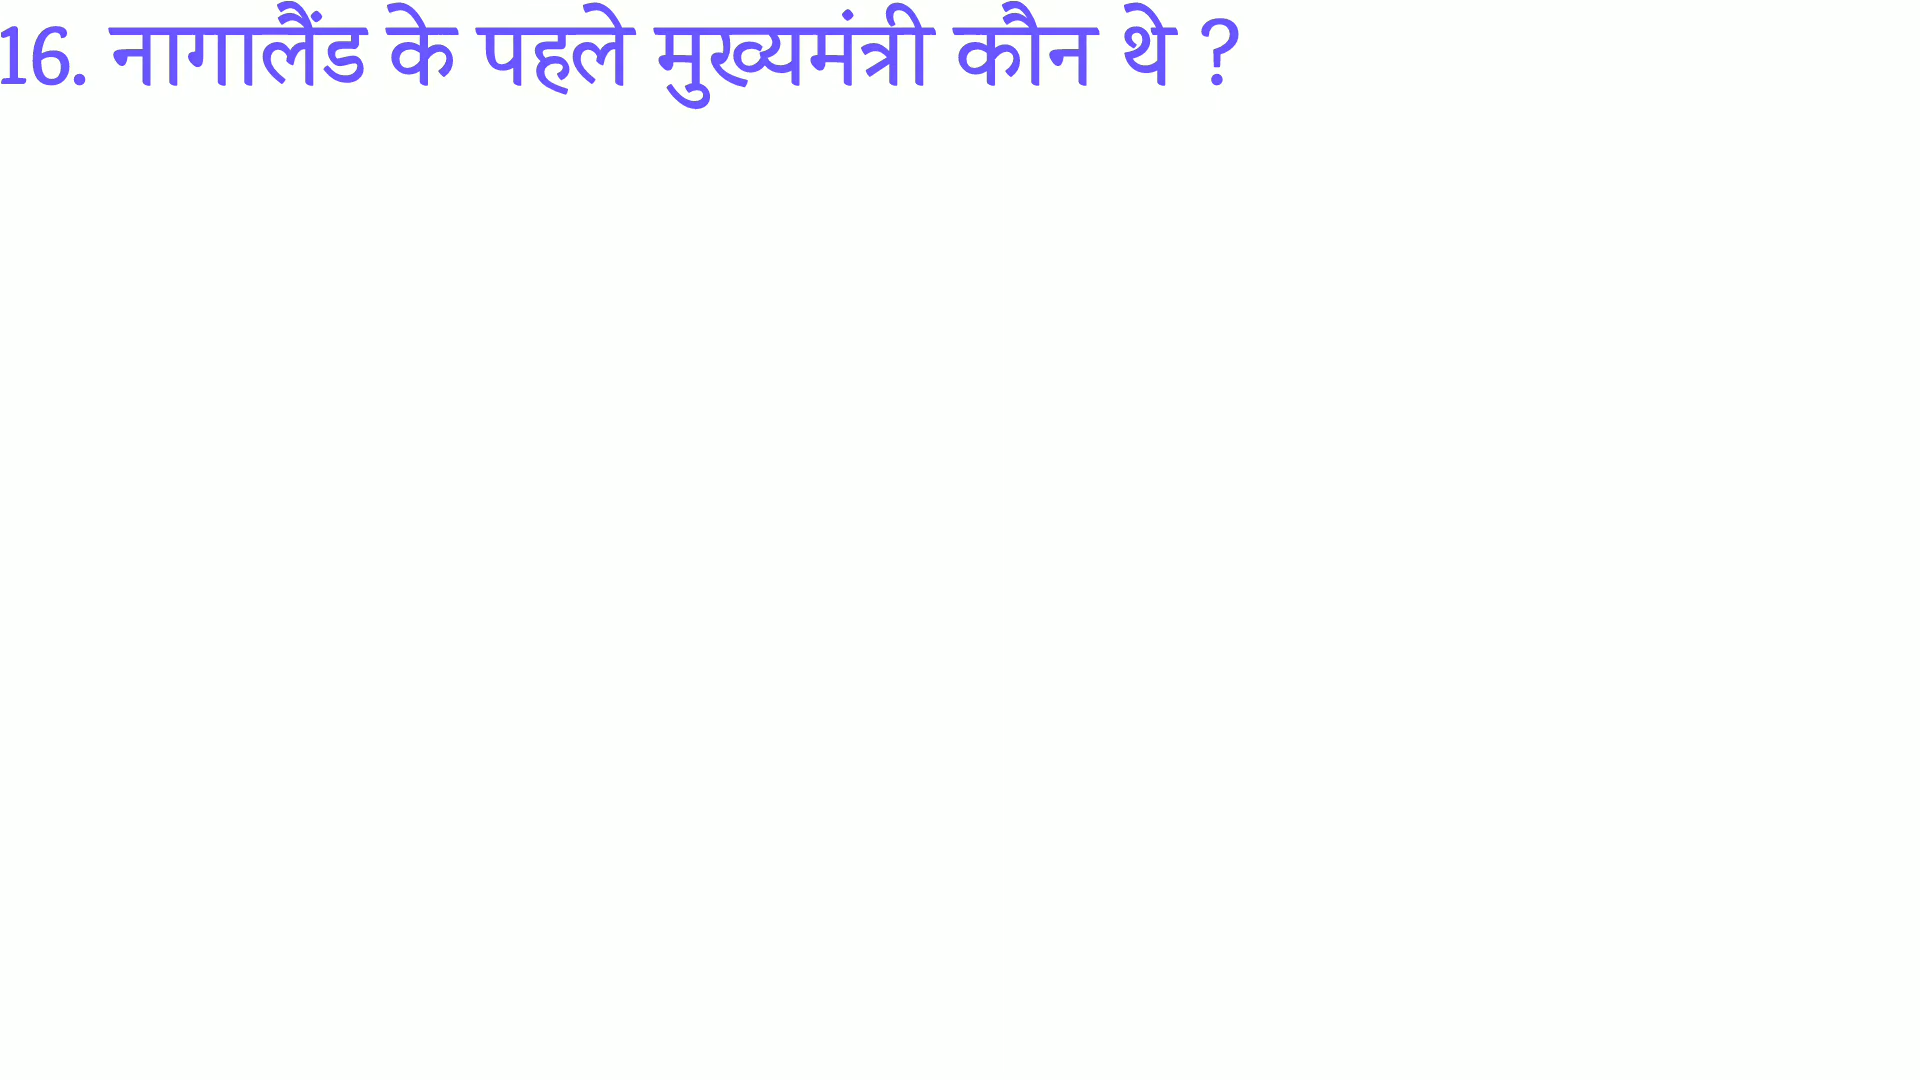 16. नागालैंड के पहले मुख्यमंत्री कौन थे ?